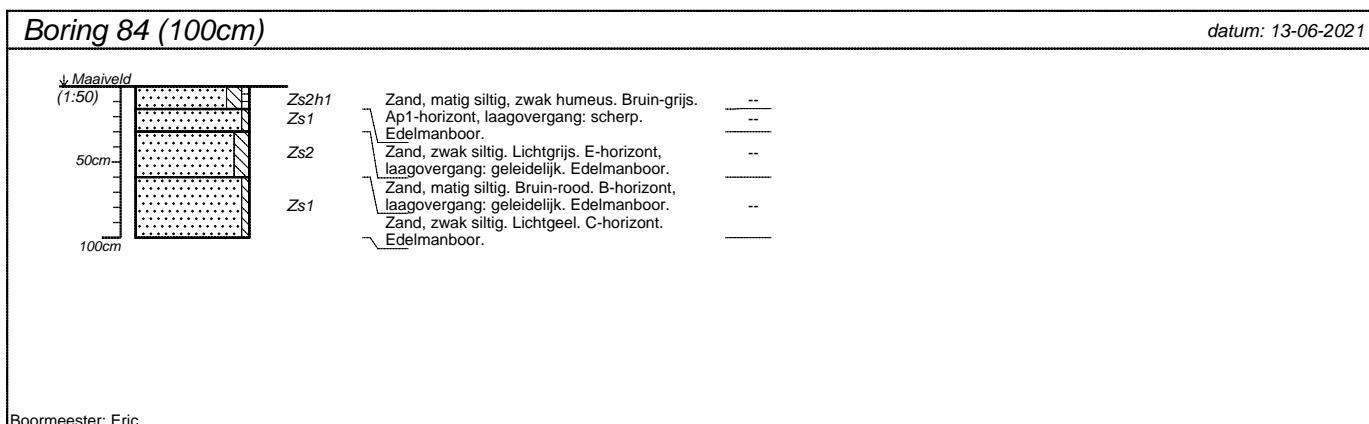 Boring 84 (100cm)
datum: 13-06-2021
Maaiveld
(1:50)
Zs2h1
Zand, matig siltig, zwak humeus. Bruin-grijs.
--
Zs1
Ap1-horizont, laagovergang: scherp.
--
Edelmanboor.
50cm
Zs2
Zand, zwak siltig. Lichtgrijs. E-horizont,
--
laagovergang: geleidelijk. Edelmanboor.
Zand, matig siltig. Bruin-rood. B-horizont,
Zs1
laagovergang: geleidelijk. Edelmanboor.
--
Zand, zwak siltig. Lichtgeel. C-horizont.
100cm
Edelmanboor.
Boormeester: Eric